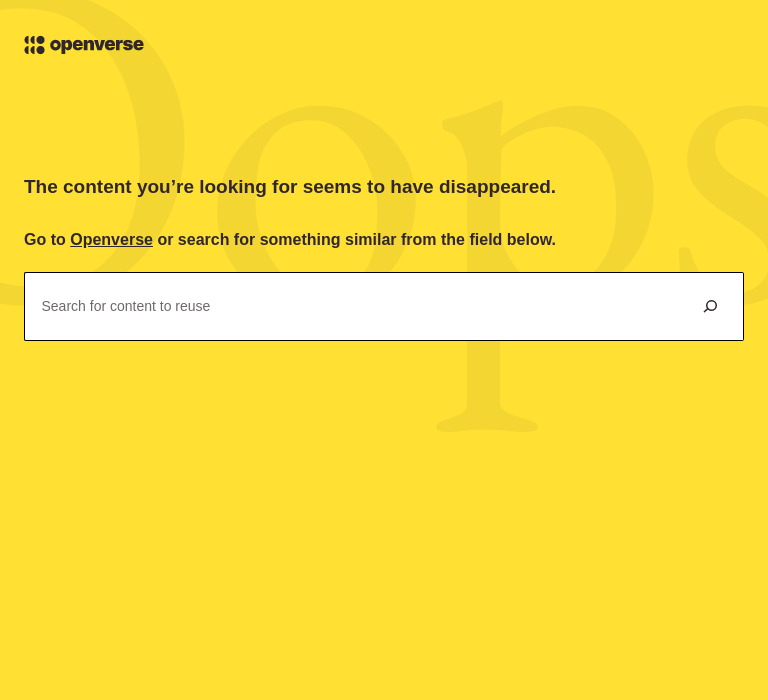 openverse
Oops
The content you’re looking for seems to have disappeared.
Go to Openverse or search for something similar from the field below.
Search for content to reuse